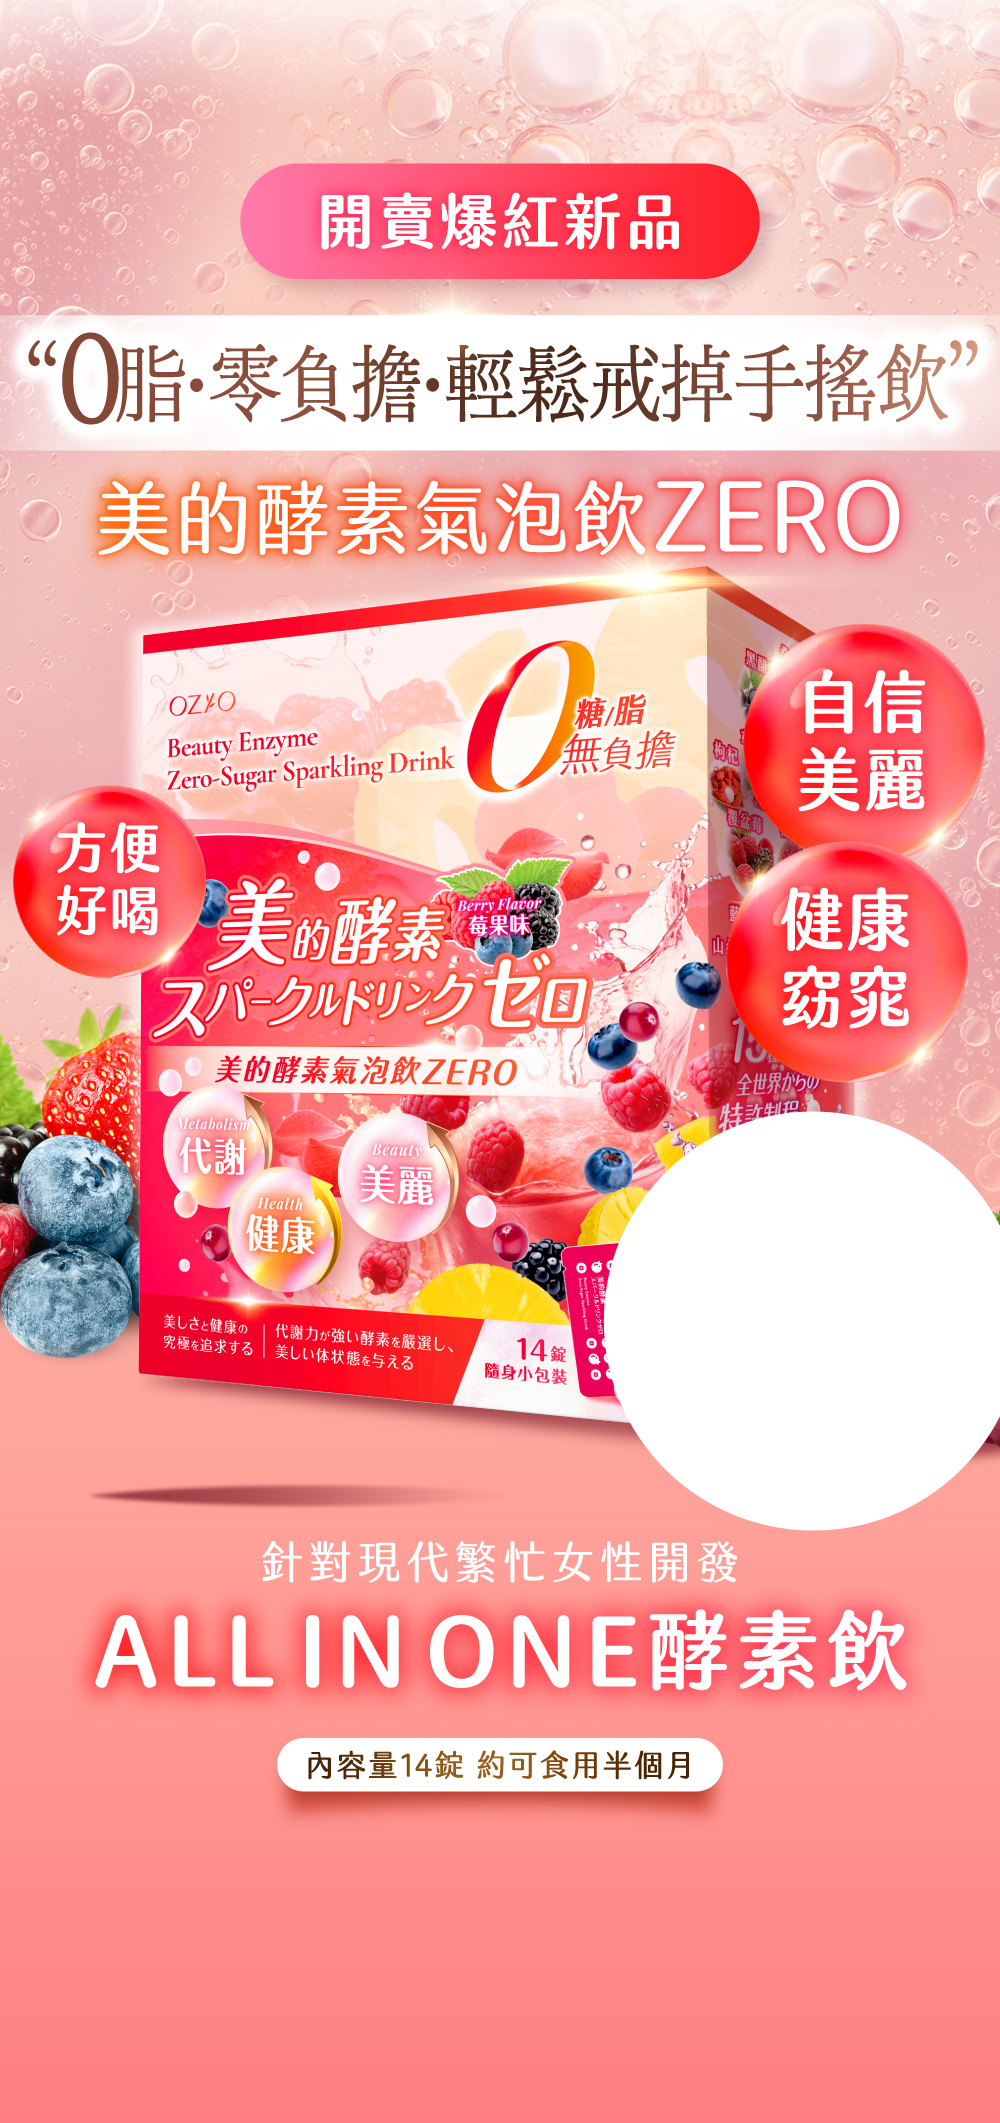 開賣爆紅新品
“0脂·零負擔·輕鬆戒掉手搖飲”
美的酵素氣泡飲ZERO
OZYO
Beauty Enzyme
Zero-Sugar Sparkling Drink
0糖/脂
無負擔
自信
美麗
方便
好喝
枸杞
覆盆莓
Berry Flavor
莓果味
美的酵素
スパークルドリンクゼロ
美的酵素氣泡飲ZERO
健康
窈窕
全世界からの
特許製程
Metabolism
代謝
Beauty
美麗
Health
健康
美しさと健康の
究極を追求する
代謝力が強い酵素を嚴選し、
美しい体状態を与える
14錠
隨身小包裝
針對現代繁忙女性開發
ALL IN ONE酵素飲
內容量14錠 約可食用半個月